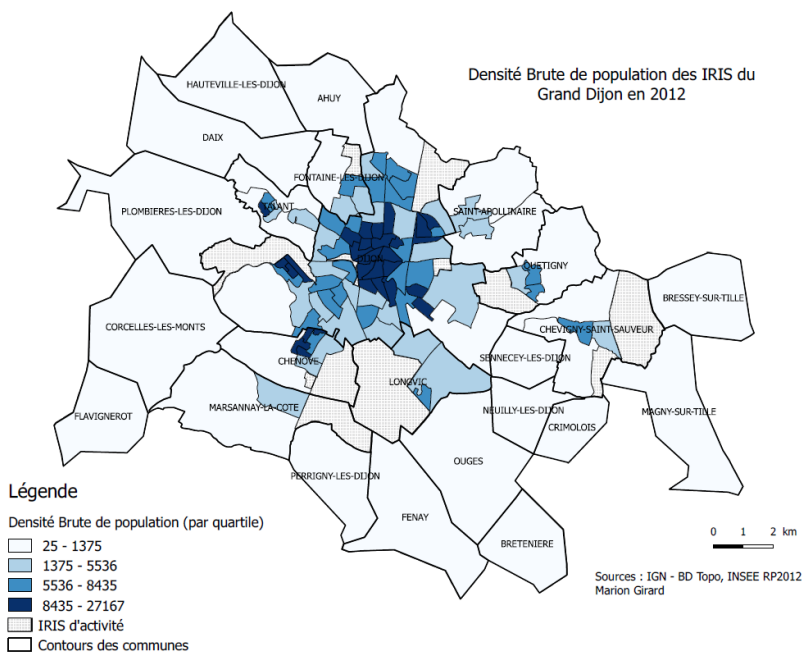 Densité Brute de population des IRIS du
Grand Dijon en 2012
HAUTEVILLE-LES-DIJON
AHUY
DAIX
FONTAINE-LES-DIJON
TALANT
PLOMBIERES-LES-DIJON
SAINT-APOLLINAIRE
DIJON
QUETIGNY
BRESSEY-SUR-TILLE
CORCELLES-LES-MONTS
CHEVIGNY-SAINT-SAUVEUR
CHENOVE
SENNECEY-LES-DIJON
LONGVIC
FLAVIGNEROT
MARSANNAY-LA-COTE
NEUILLY-LES-DIJON
MAGNY-SUR-TILLE
CRIMOLOIS
OUGES
PERRIGNY-LES-DIJON
FENAY
BRETENIERE
Légende
Densité Brute de population (par quartile)
25 - 1375
1375 - 5536
5536 - 8435
8435 - 27167
IRIS d'activité
Contours des communes
0 1 2 km
Sources : IGN - BD Topo, INSEE RP2012
Marion Girard